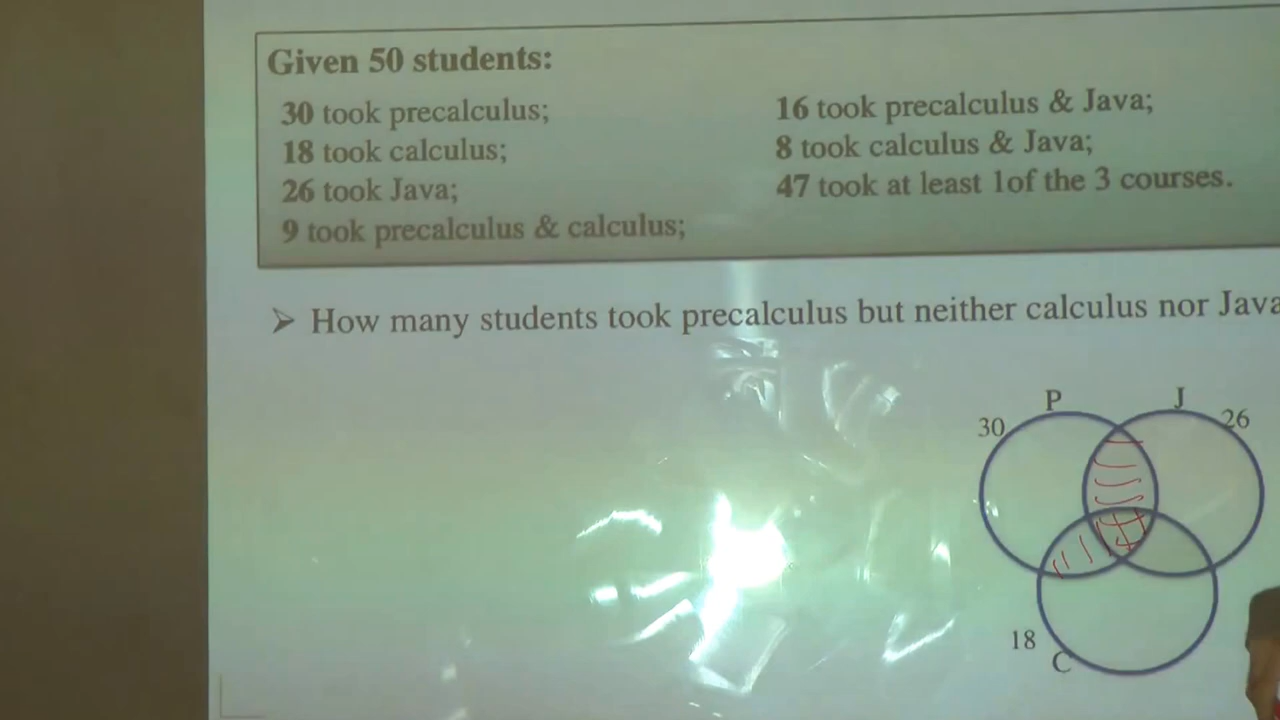 Given 50 students:
30 took precalculus;
18 took calculus;
26 took Java;
9 took precalculus & calculus;
16 took precalculus & Java;
8 took calculus & Java;
47 took at least 1of the 3 courses.
➢ How many students took precalculus but neither calculus nor Java
P
J
30
26
18
C